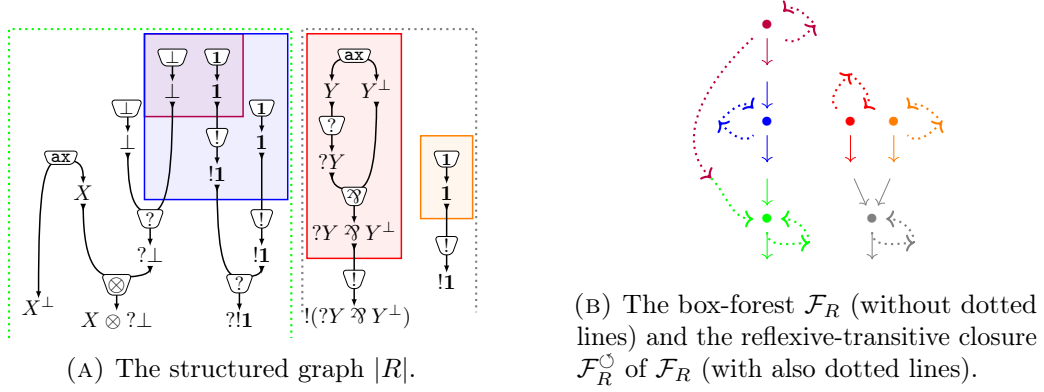 ⊥ 1 ax
⊥ 1 Y Y⊥
⊥ 1 ?
⊥ ! 1 ?Y 1
ax !1 1
X ? ! ⅋
?⊥ !1 ?Y ⅋ Y⊥ !
⊗ ? ! !1
X⊥ X ⊗ ?⊥ ?!1 !(?Y ⅋ Y⊥)
(A) The structured graph |R|.
(B) The box-forest ℱ_R (without dotted
lines) and the reflexive-transitive closure
ℱ_R^↺ of ℱ_R (with also dotted lines).